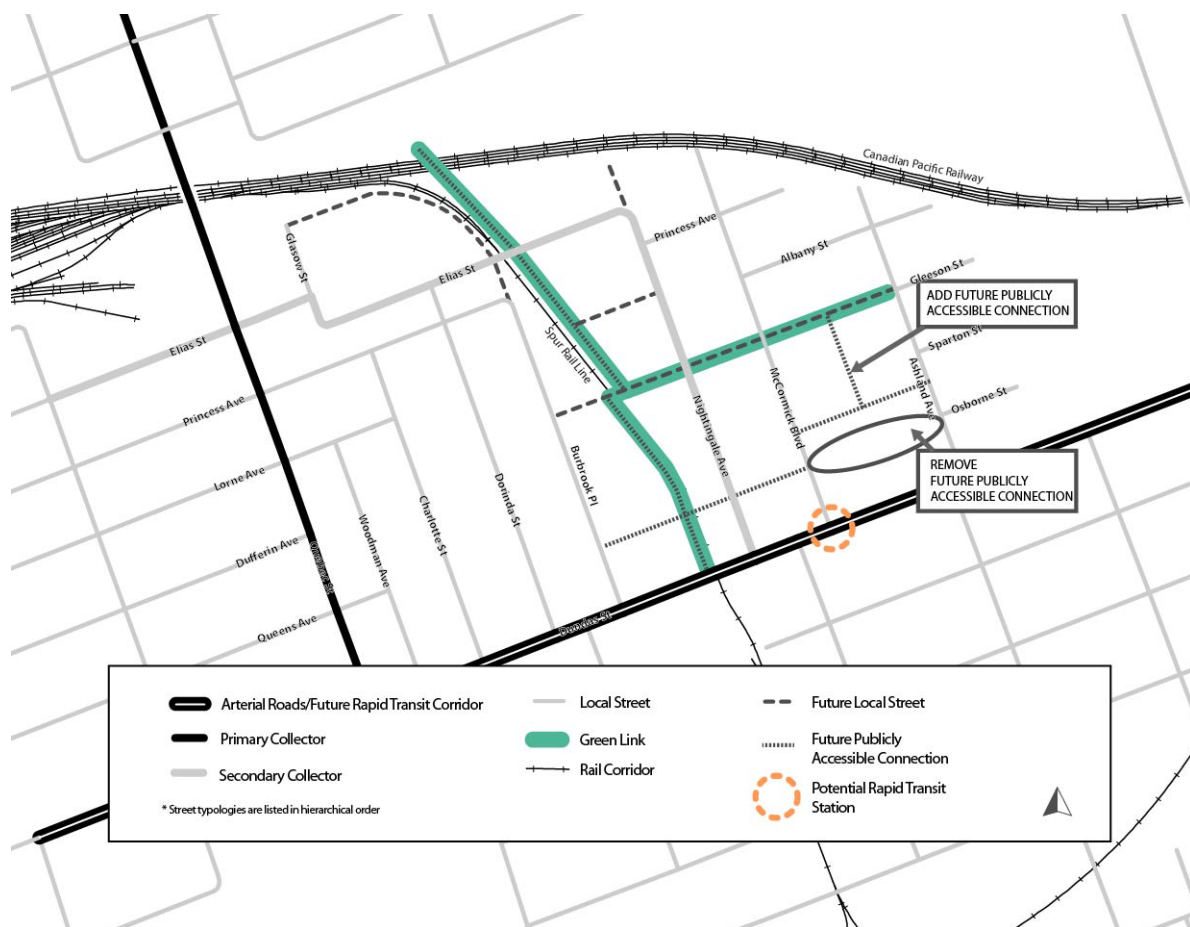 Canadian Pacific Railway
Glasow St
Princess Ave
Albany St
Elias St
Gleeson St
ADD FUTURE PUBLICLY
ACCESSIBLE CONNECTION
Elias St
Spur Rail Line
Sparton St
Ashland Ave
McCormick Blvd
Nightingale Ave
Princess Ave
Osborne St
REMOVE
FUTURE PUBLICLY
ACCESSIBLE CONNECTION
Lorne Ave
Burbrook Pl
Dorinda St
Charlotte St
Woodman Ave
Dufferin Ave
Queens Ave
Dundas St
Arterial Roads/Future Rapid Transit Corridor
Primary Collector
Secondary Collector
* Street typologies are listed in hierarchical order
Local Street
Green Link
Rail Corridor
Future Local Street
Future Publicly
Accessible Connection
Potential Rapid Transit
Station